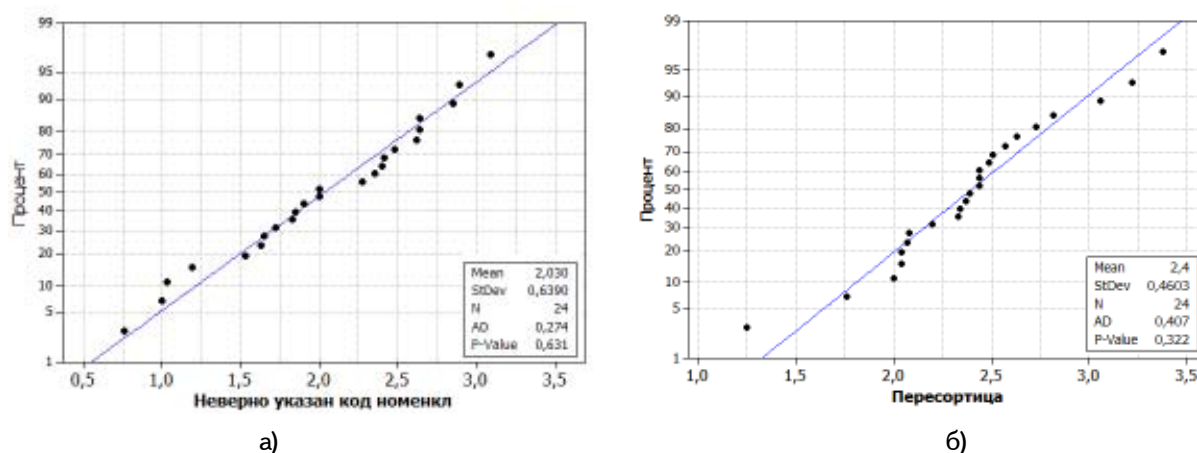 99
95
90
80
70
60
50
40
30
20
10
5
1
Процент
Mean 2,030
StDev 0,6390
N 24
AD 0,274
P-Value 0,631
0,5 1,0 1,5 2,0 2,5 3,0 3,5
Неверно указан код номенкл
а)
99
95
90
80
70
60
50
40
30
20
10
5
1
Процент
Mean 2,4
StDev 0,4603
N 24
AD 0,407
P-Value 0,322
1,0 1,5 2,0 2,5 3,0 3,5
Пересортица
б)